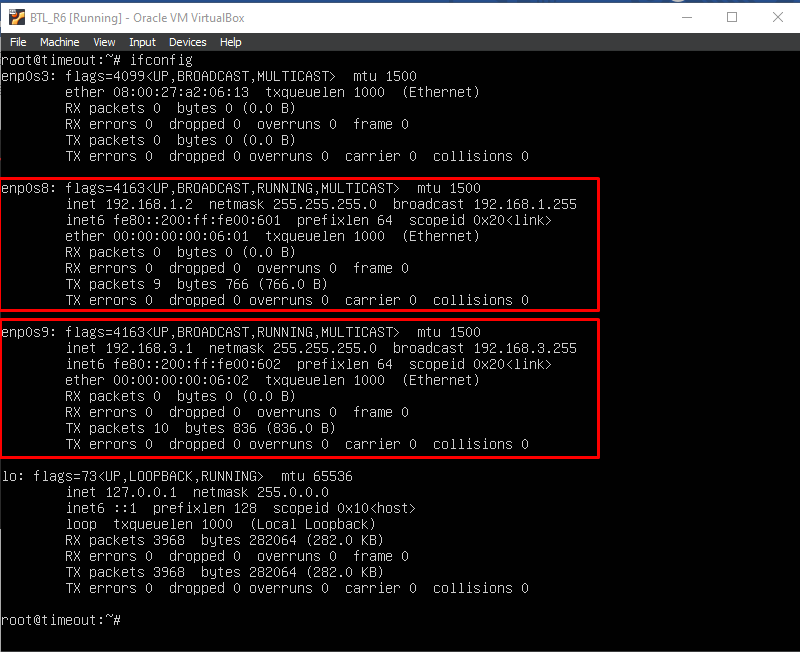 BTL_R6 [Running] - Oracle VM VirtualBox
File Machine View Input Devices Help
root@timeout:~# ifconfig
enp0s3: flags=4099<UP,BROADCAST,MULTICAST>  mtu 1500
        ether 08:00:27:a2:06:13  txqueuelen 1000  (Ethernet)
        RX packets 0  bytes 0 (0.0 B)
        RX errors 0  dropped 0  overruns 0  frame 0
        TX packets 0  bytes 0 (0.0 B)
        TX errors 0  dropped 0 overruns 0  carrier 0  collisions 0

enp0s8: flags=4163<UP,BROADCAST,RUNNING,MULTICAST>  mtu 1500
        inet 192.168.1.2  netmask 255.255.255.0  broadcast 192.168.1.255
        inet6 fe80::200:ff:fe00:601  prefixlen 64  scopeid 0x20<link>
        ether 00:00:00:00:06:01  txqueuelen 1000  (Ethernet)
        RX packets 0  bytes 0 (0.0 B)
        RX errors 0  dropped 0  overruns 0  frame 0
        TX packets 9  bytes 766 (766.0 B)
        TX errors 0  dropped 0 overruns 0  carrier 0  collisions 0

enp0s9: flags=4163<UP,BROADCAST,RUNNING,MULTICAST>  mtu 1500
        inet 192.168.3.1  netmask 255.255.255.0  broadcast 192.168.3.255
        inet6 fe80::200:ff:fe00:602  prefixlen 64  scopeid 0x20<link>
        ether 00:00:00:00:06:02  txqueuelen 1000  (Ethernet)
        RX packets 0  bytes 0 (0.0 B)
        RX errors 0  dropped 0  overruns 0  frame 0
        TX packets 10  bytes 836 (836.0 B)
        TX errors 0  dropped 0 overruns 0  carrier 0  collisions 0

lo: flags=73<UP,LOOPBACK,RUNNING>  mtu 65536
        inet 127.0.0.1  netmask 255.0.0.0
        inet6 ::1  prefixlen 128  scopeid 0x10<host>
        loop  txqueuelen 1000  (Local Loopback)
        RX packets 3968  bytes 282064 (282.0 KB)
        RX errors 0  dropped 0  overruns 0  frame 0
        TX packets 3968  bytes 282064 (282.0 KB)
        TX errors 0  dropped 0 overruns 0  carrier 0  collisions 0

root@timeout:~#